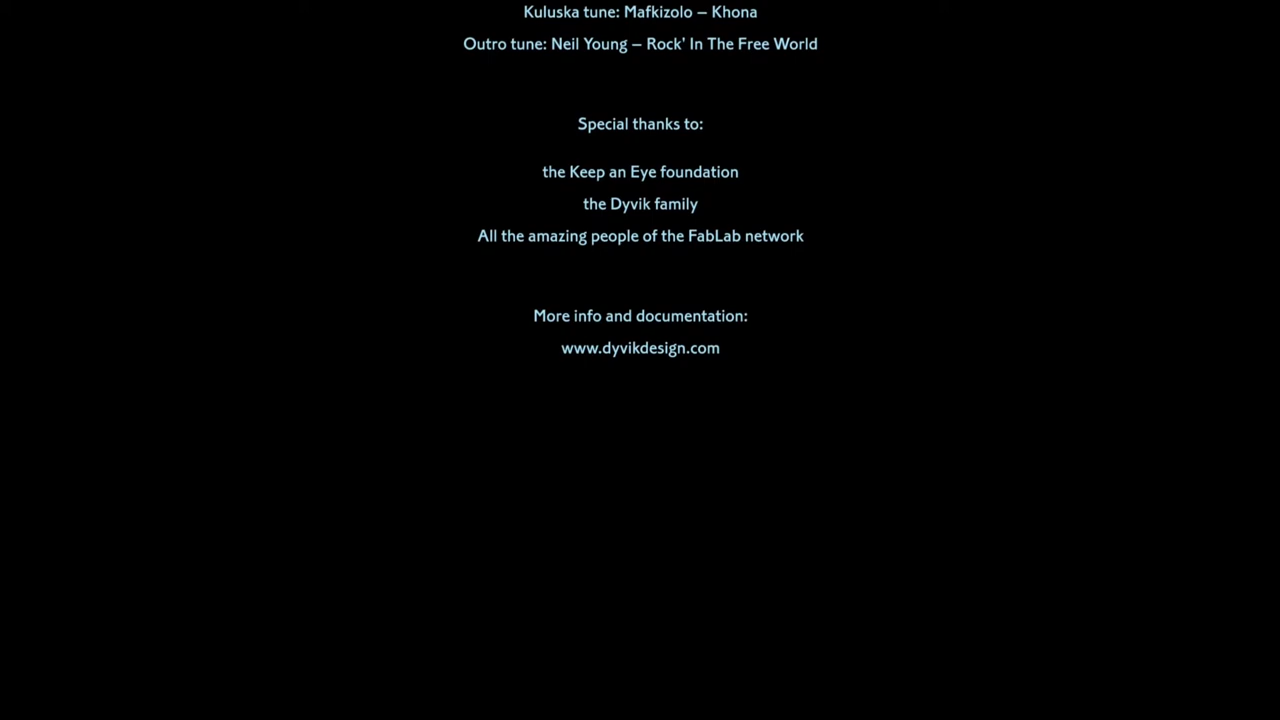 Kuluska tune: Mafkizolo – Khona
Outro tune: Neil Young – Rock' In The Free World
Special thanks to:
the Keep an Eye foundation
the Dyvik family
All the amazing people of the FabLab network
More info and documentation:
www.dyvikdesign.com